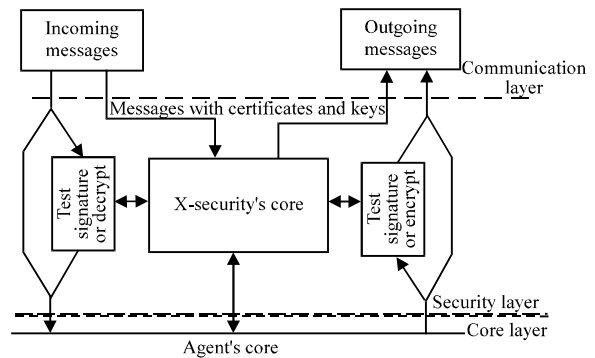 Incoming
messages
Outgoing
messages
Communication
layer
Messages with certificates and keys
Test
signature
or decrypt
X-security's core
Test
signature
or encrypt
Security layer
Core layer
Agent's core